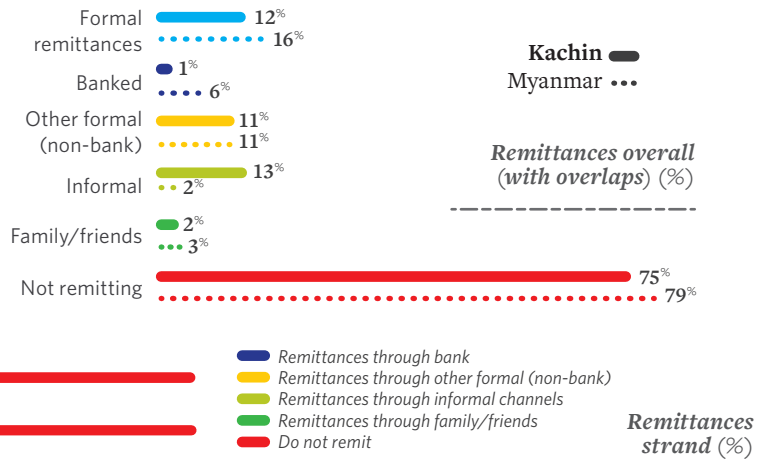 Formal
remittances
12%
16%
Banked
1%
6%
Other formal
(non-bank)
11%
11%
Informal
13%
2%
Family/friends
2%
3%
Not remitting
75%
79%
Kachin
Myanmar
Remittances overall
(with overlaps) (%)
Remittances through bank
Remittances through other formal (non-bank)
Remittances through informal channels
Remittances through family/friends
Do not remit
Remittances
strand (%)